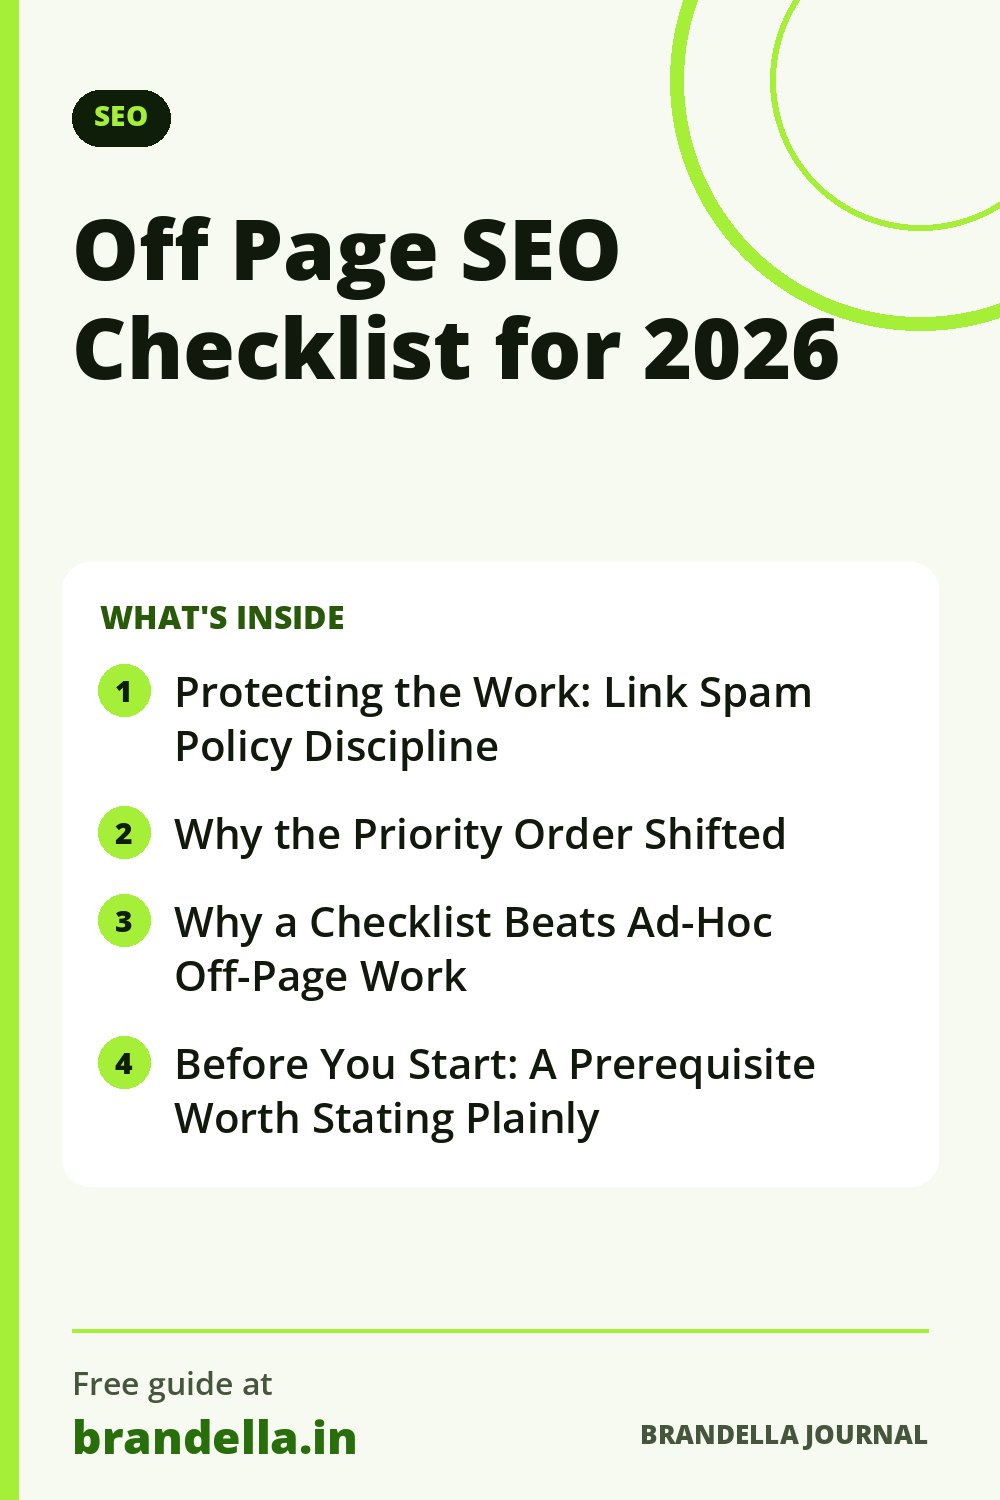 SEO
Off Page SEO
Checklist for 2026
WHAT'S INSIDE
1 Protecting the Work: Link Spam
Policy Discipline
2 Why the Priority Order Shifted
3 Why a Checklist Beats Ad-Hoc
Off-Page Work
4 Before You Start: A Prerequisite
Worth Stating Plainly
Free guide at
brandella.in
BRANDELLA JOURNAL